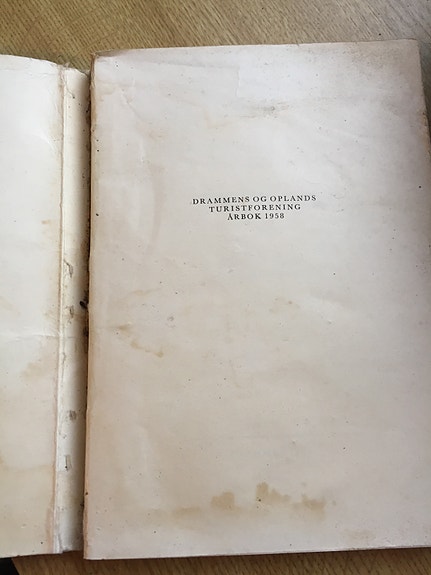 DRAMMENS OG OPLANDS
TURISTFORENING
ÅRBOK 1958